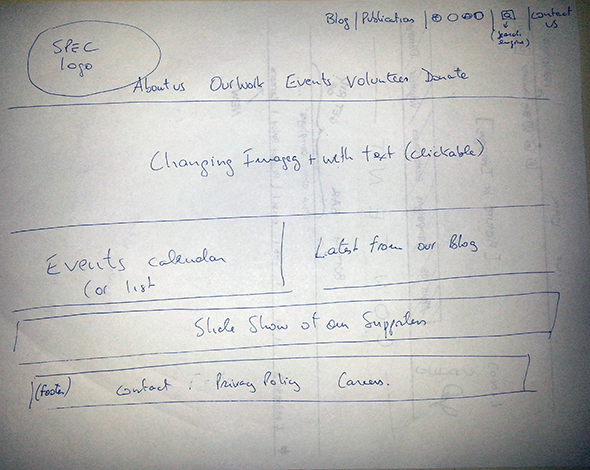 Blog | Publications | | | contact us
(search engine)
SPEC
logo
About us Our work Events Volunteer Donate
Changing Images + with text (clickable)
Events calendar
(or list
Latest from our Blog
Slide Show of our Supporters
(footer) contact : Privacy Policy Careers.